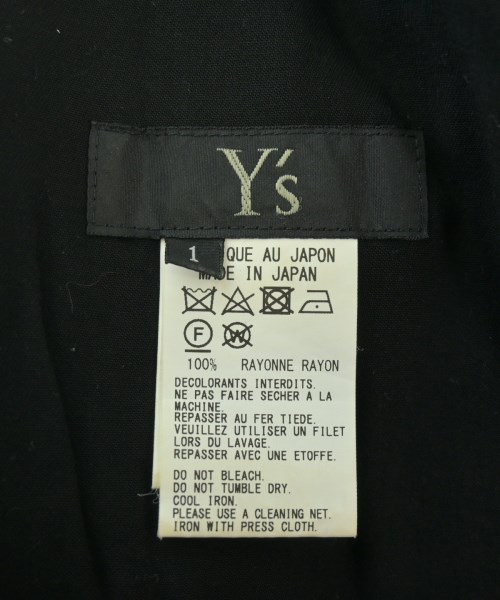 Y's
1
QUE AU JAPON
MADE IN JAPAN
F W
100% RAYONNE RAYON
DECOLORANTS INTERDITS.
NE PAS FAIRE SECHER A LA
MACHINE.
REPASSER AU FER TIEDE.
VEUILLEZ UTILISER UN FILET
LORS DU LAVAGE.
REPASSER AVEC UNE ETOFFE.
DO NOT BLEACH.
DO NOT TUMBLE DRY.
COOL IRON.
PLEASE USE A CLEANING NET.
IRON WITH PRESS CLOTH.